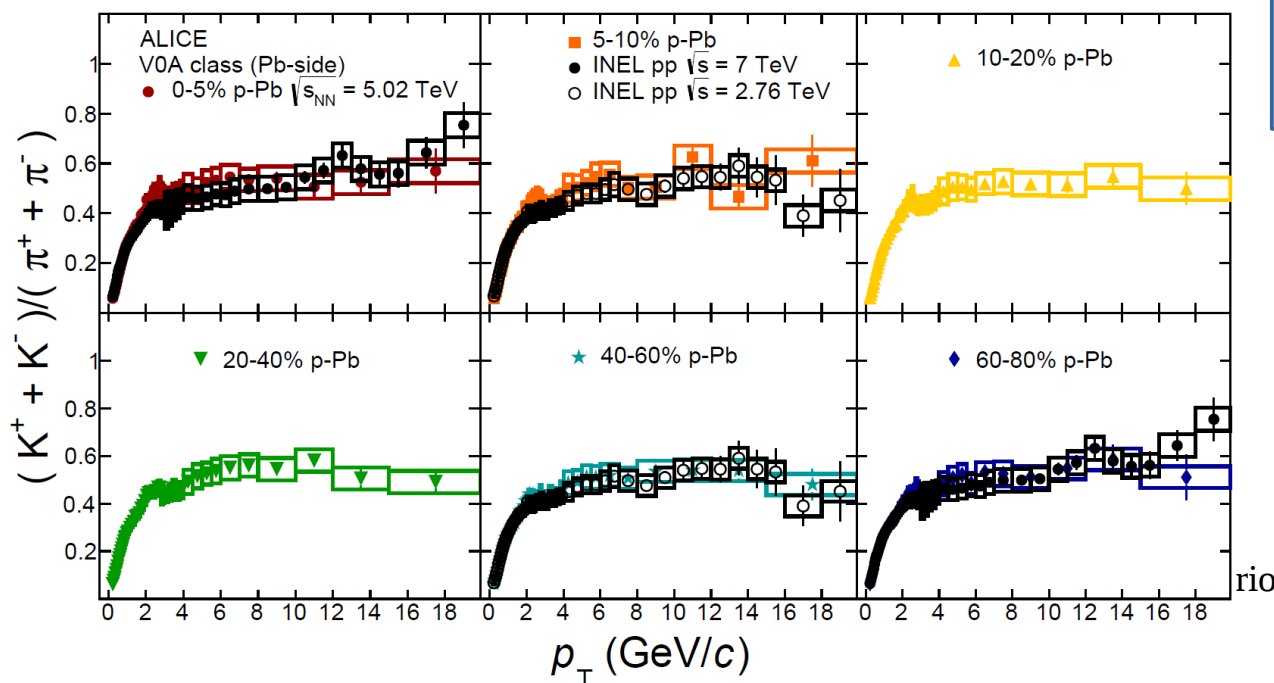 ALICE
V0A class (Pb-side)
0-5% p-Pb √s_NN = 5.02 TeV
5-10% p-Pb
INEL pp √s = 7 TeV
INEL pp √s = 2.76 TeV
10-20% p-Pb
1
0.8
0.6
0.4
0.2
20-40% p-Pb
40-60% p-Pb
60-80% p-Pb
1
0.8
0.6
0.4
0.2
(K⁺ + K⁻)/(π⁺ + π⁻)
0 2 4 6 8 10 12 14 16 18
0 2 4 6 8 10 12 14 16 18
0 2 4 6 8 10 12 14 16 18
rio
p_T (GeV/c)